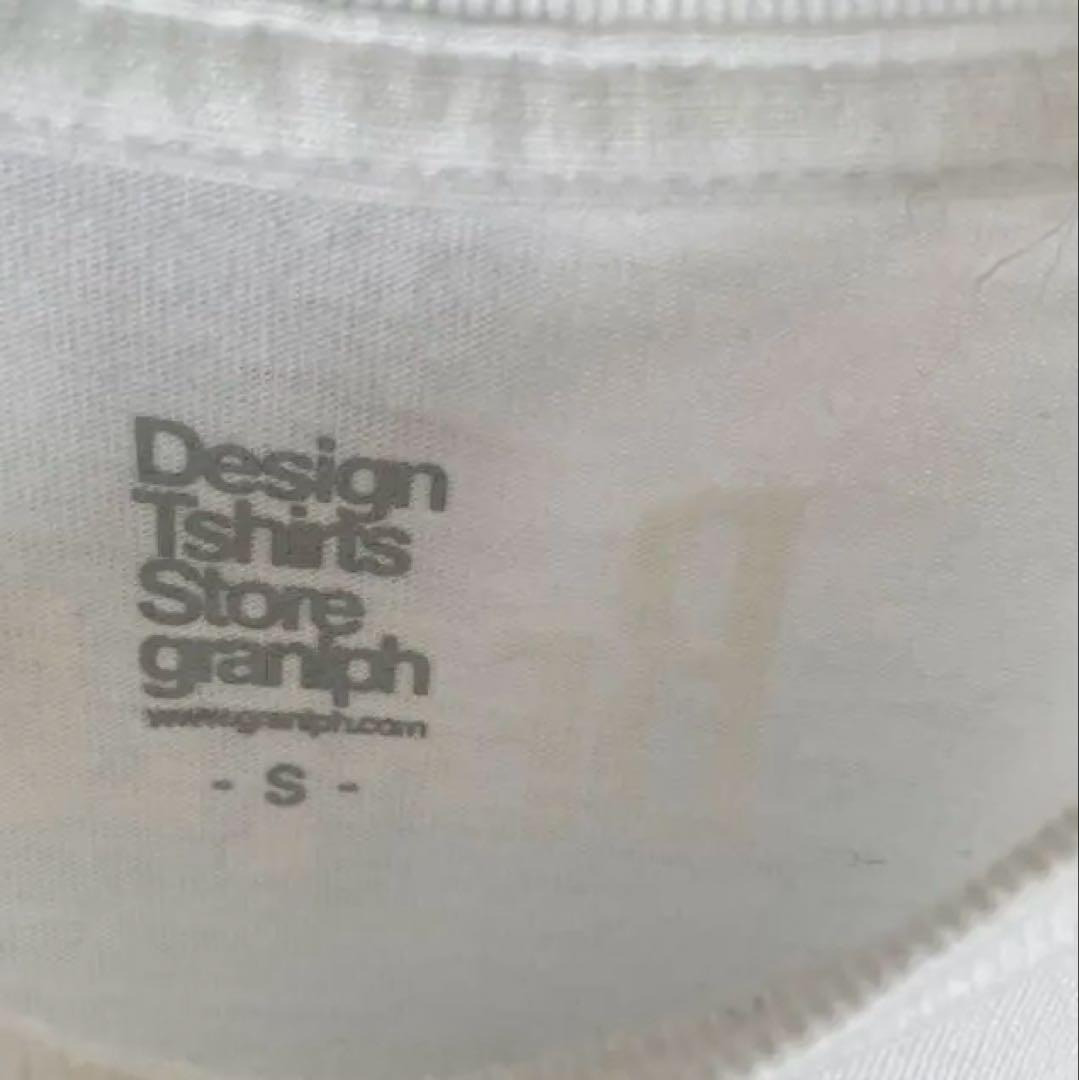 Design
Tshirts
Store
graniph
www.graniph.com
- S -